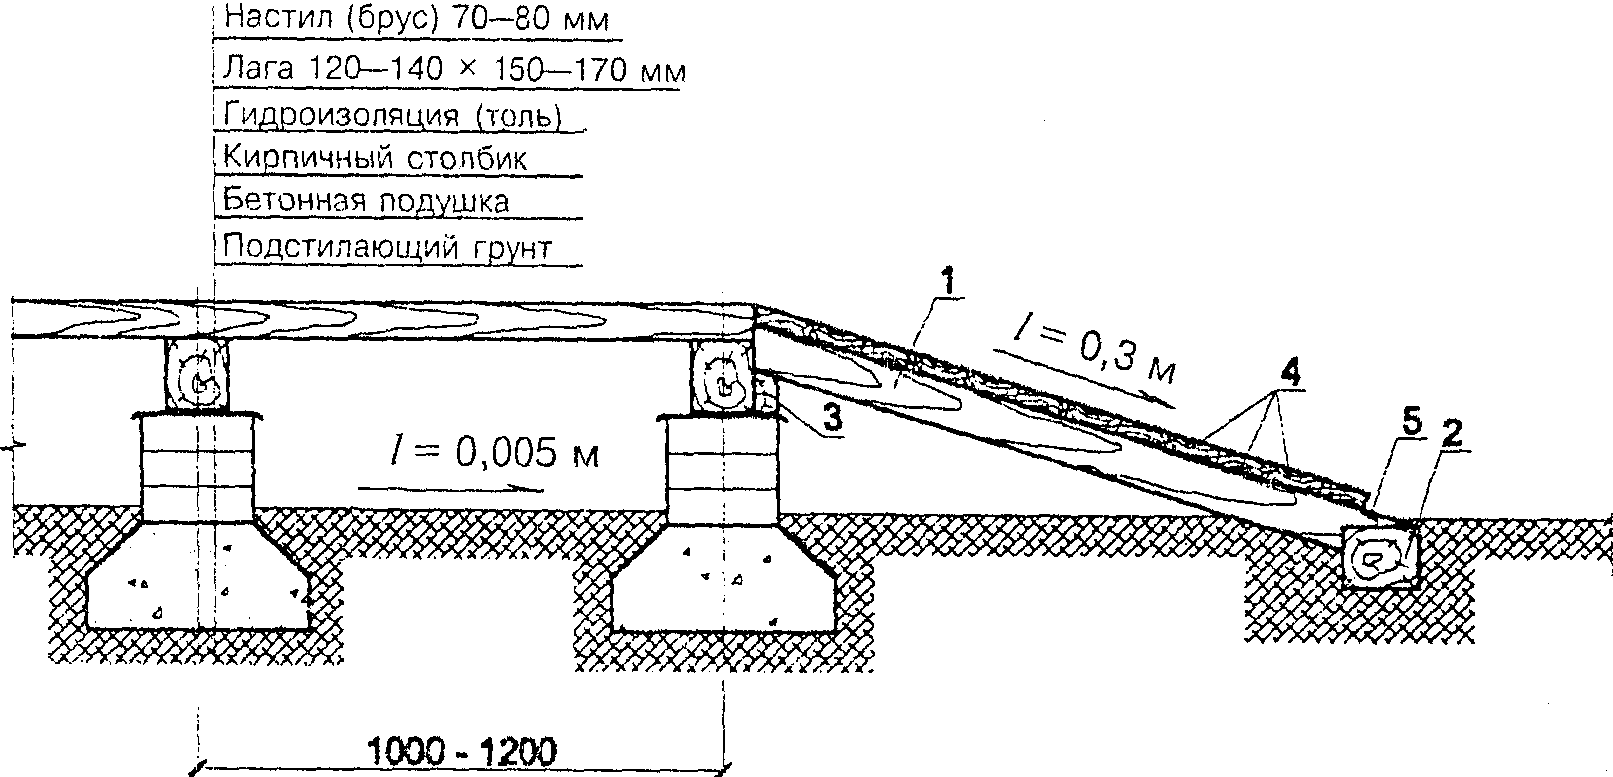 Настил (брус) 70—80 мм
Лага 120—140 × 150—170 мм
Гидроизоляция (толь)
Кирпичный столбик
Бетонная подушка
Подстилающий грунт
1
l = 0,3 м
4
3
5
2
l = 0,005 м
1000 - 1200